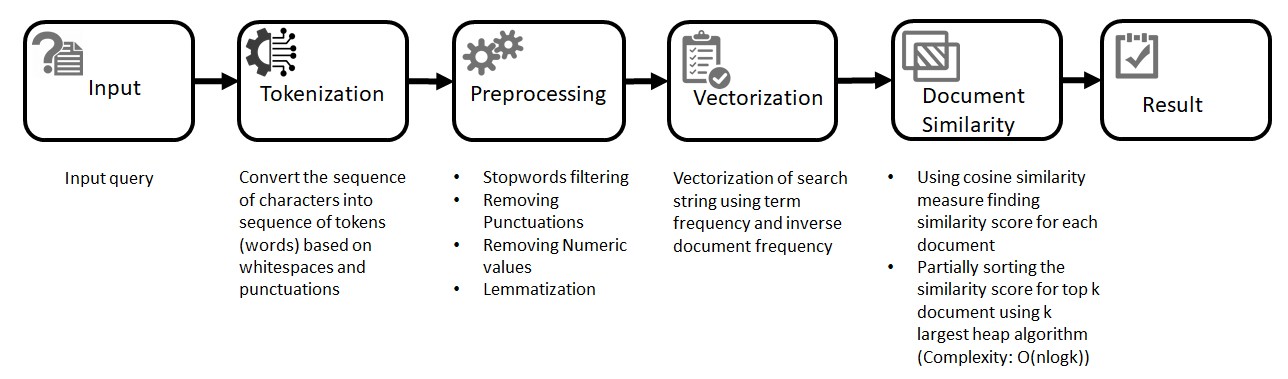 Input
Tokenization
Preprocessing
Vectorization
Document
Similarity
Result
Input query
Convert the sequence
of characters into
sequence of tokens
(words) based on
whitespaces and
punctuations
• Stopwords filtering
• Removing
Punctuations
• Removing Numeric
values
• Lemmatization
Vectorization of search
string using term
frequency and inverse
document frequency
• Using cosine similarity
measure finding
similarity score for each
document
• Partially sorting the
similarity score for top k
document using k
largest heap algorithm
(Complexity: O(nlogk))